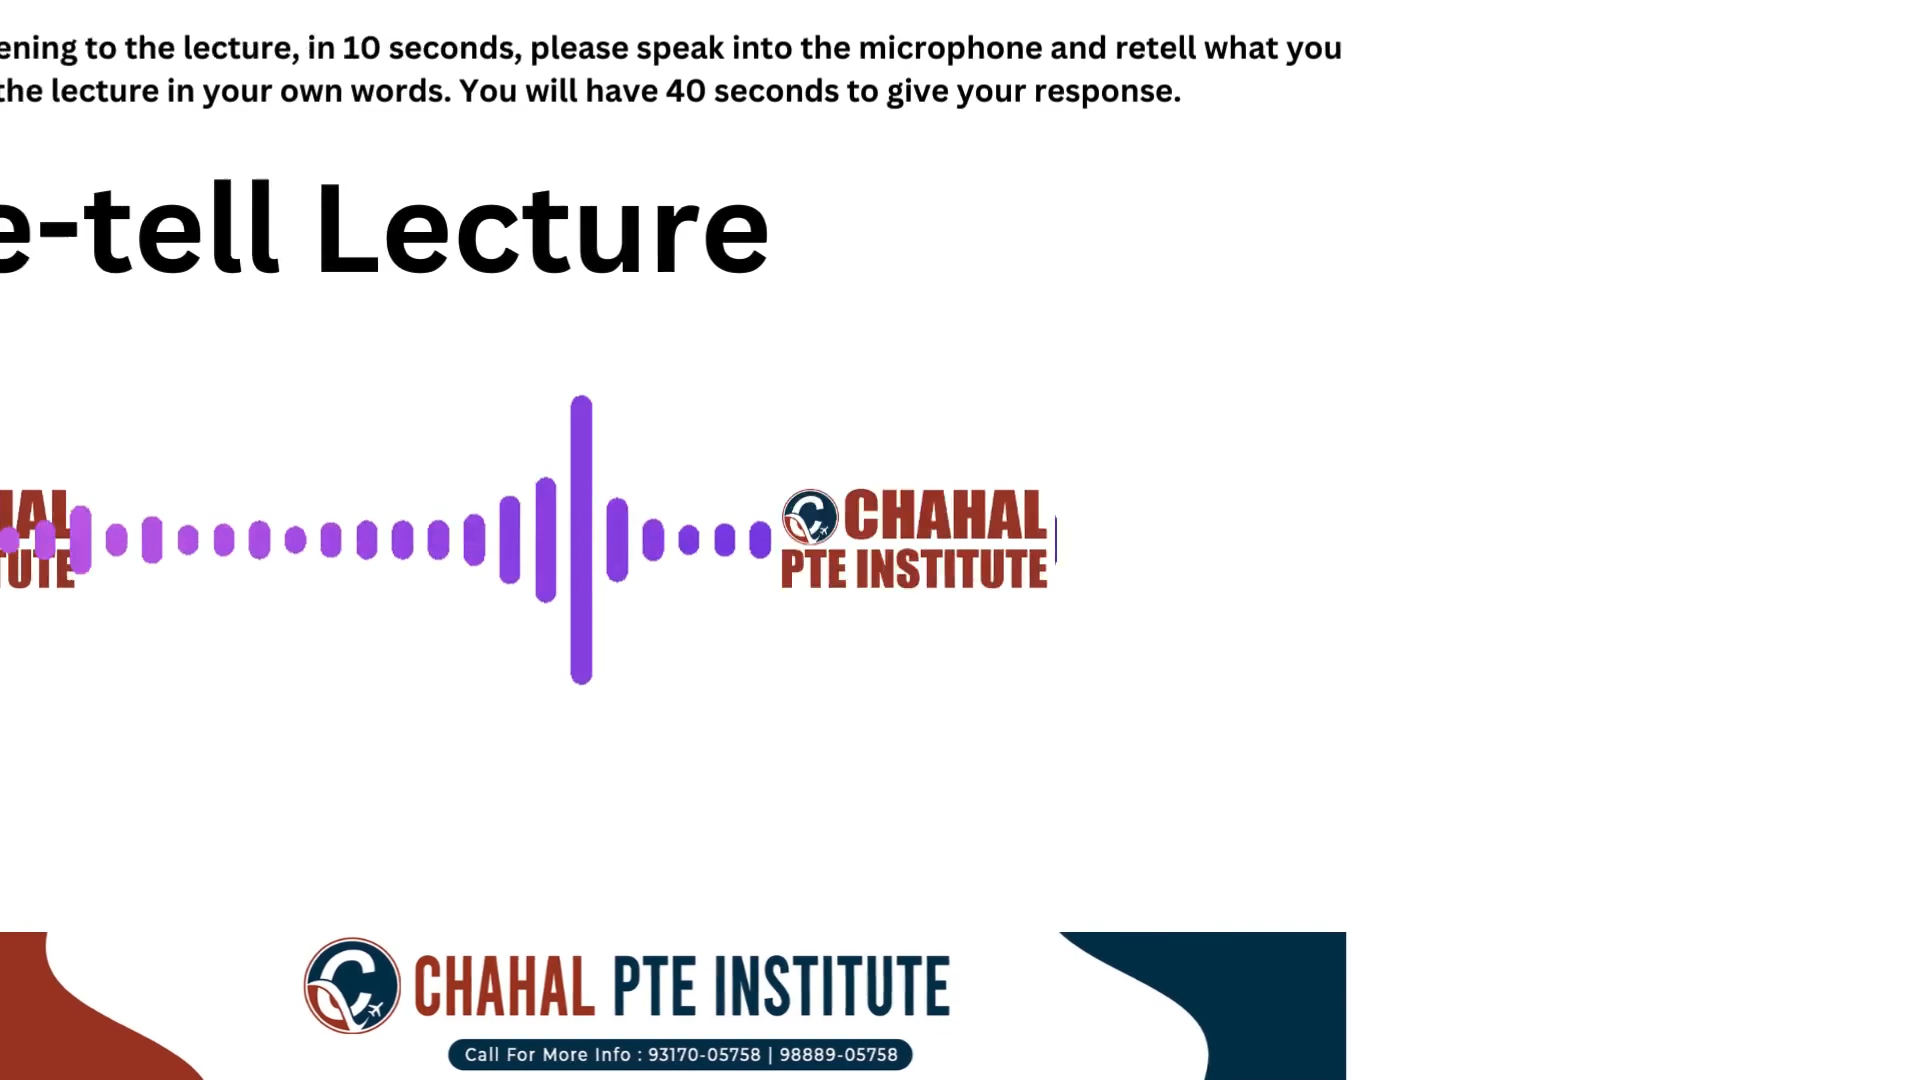 ening to the lecture, in 10 seconds, please speak into the microphone and retell what you
the lecture in your own words. You will have 40 seconds to give your response.
e-tell Lecture
HAL
TUTE
CHAHAL
PTE INSTITUTE
CHAHAL PTE INSTITUTE
Call For More Info : 93170-05758 | 98889-05758